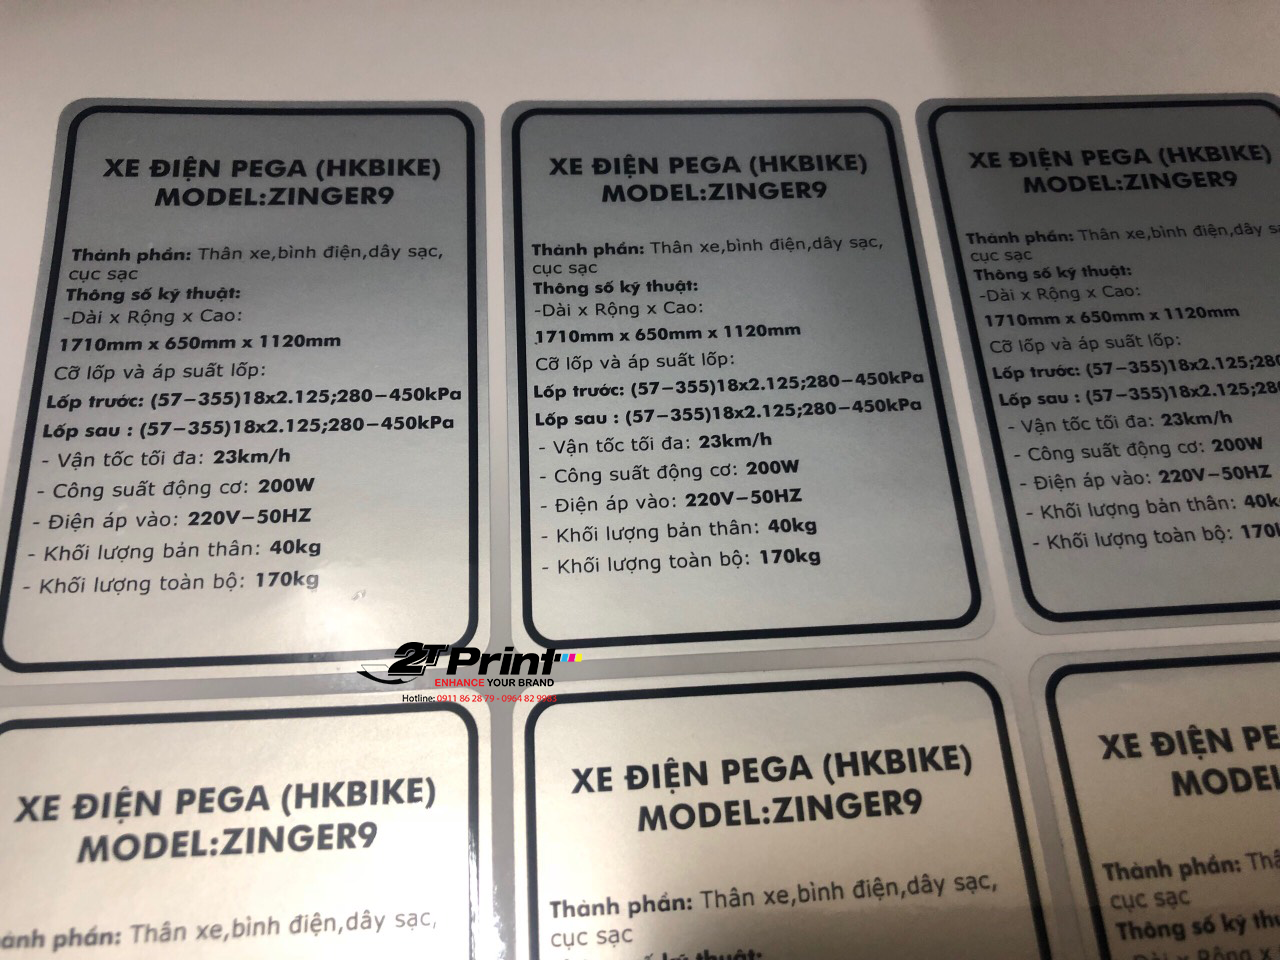 XE ĐIỆN PEGA (HKBIKE)
MODEL:ZINGER9
Thành phần: Thân xe,bình điện,dây sạc,
cục sạc
Thông số kỹ thuật:
-Dài x Rộng x Cao:
1710mm x 650mm x 1120mm
Cỡ lốp và áp suất lốp:
Lốp trước: (57-355)18x2.125;280-450kPa
Lốp sau : (57-355)18x2.125;280-450kPa
- Vận tốc tối đa: 23km/h
- Công suất động cơ: 200W
- Điện áp vào: 220V-50HZ
- Khối lượng bản thân: 40kg
- Khối lượng toàn bộ: 170kg
XE ĐIỆN PEGA (HKBIKE)
MODEL:ZINGER9
Thành phần: Thân xe,bình điện,dây sạc,
cục sạc
Thông số kỹ thuật:
-Dài x Rộng x Cao:
1710mm x 650mm x 1120mm
Cỡ lốp và áp suất lốp:
Lốp trước: (57-355)18x2.125;280-450kPa
Lốp sau : (57-355)18x2.125;280-450kPa
- Vận tốc tối đa: 23km/h
- Công suất động cơ: 200W
- Điện áp vào: 220V-50HZ
- Khối lượng bản thân: 40kg
- Khối lượng toàn bộ: 170kg
XE ĐIỆN PEGA (HKBIKE)
MODEL:ZINGER9
Thành phần: Thân xe,bình điện,dây
cục sạc
Thông số kỹ thuật:
-Dài x Rộng x Cao:
1710mm x 650mm x 1120mm
Cỡ lốp và áp suất lốp:
Lốp trước: (57-355)18x2.125;
Lốp sau : (57-355)18x2.125;
- Vận tốc tối đa: 23km/h
- Công suất động cơ: 200W
- Điện áp vào: 220V-50HZ
- Khối lượng bản thân:
- Khối lượng toàn bộ:
2T Print
ENHANCE YOUR BRAND
Hotline: 0911 86 28 79 - 0964 82
XE ĐIỆN PEGA (HKBIKE)
MODEL:ZINGER9
phần: Thân xe,bình điện,dây sạc,
XE ĐIỆN PEGA (HKBIKE)
MODEL:ZINGER9
Thành phần: Thân xe,bình điện,dây sạc,
cục sạc
XE ĐIỆN
Thành phần:
cục sạc
Thông số kỹ